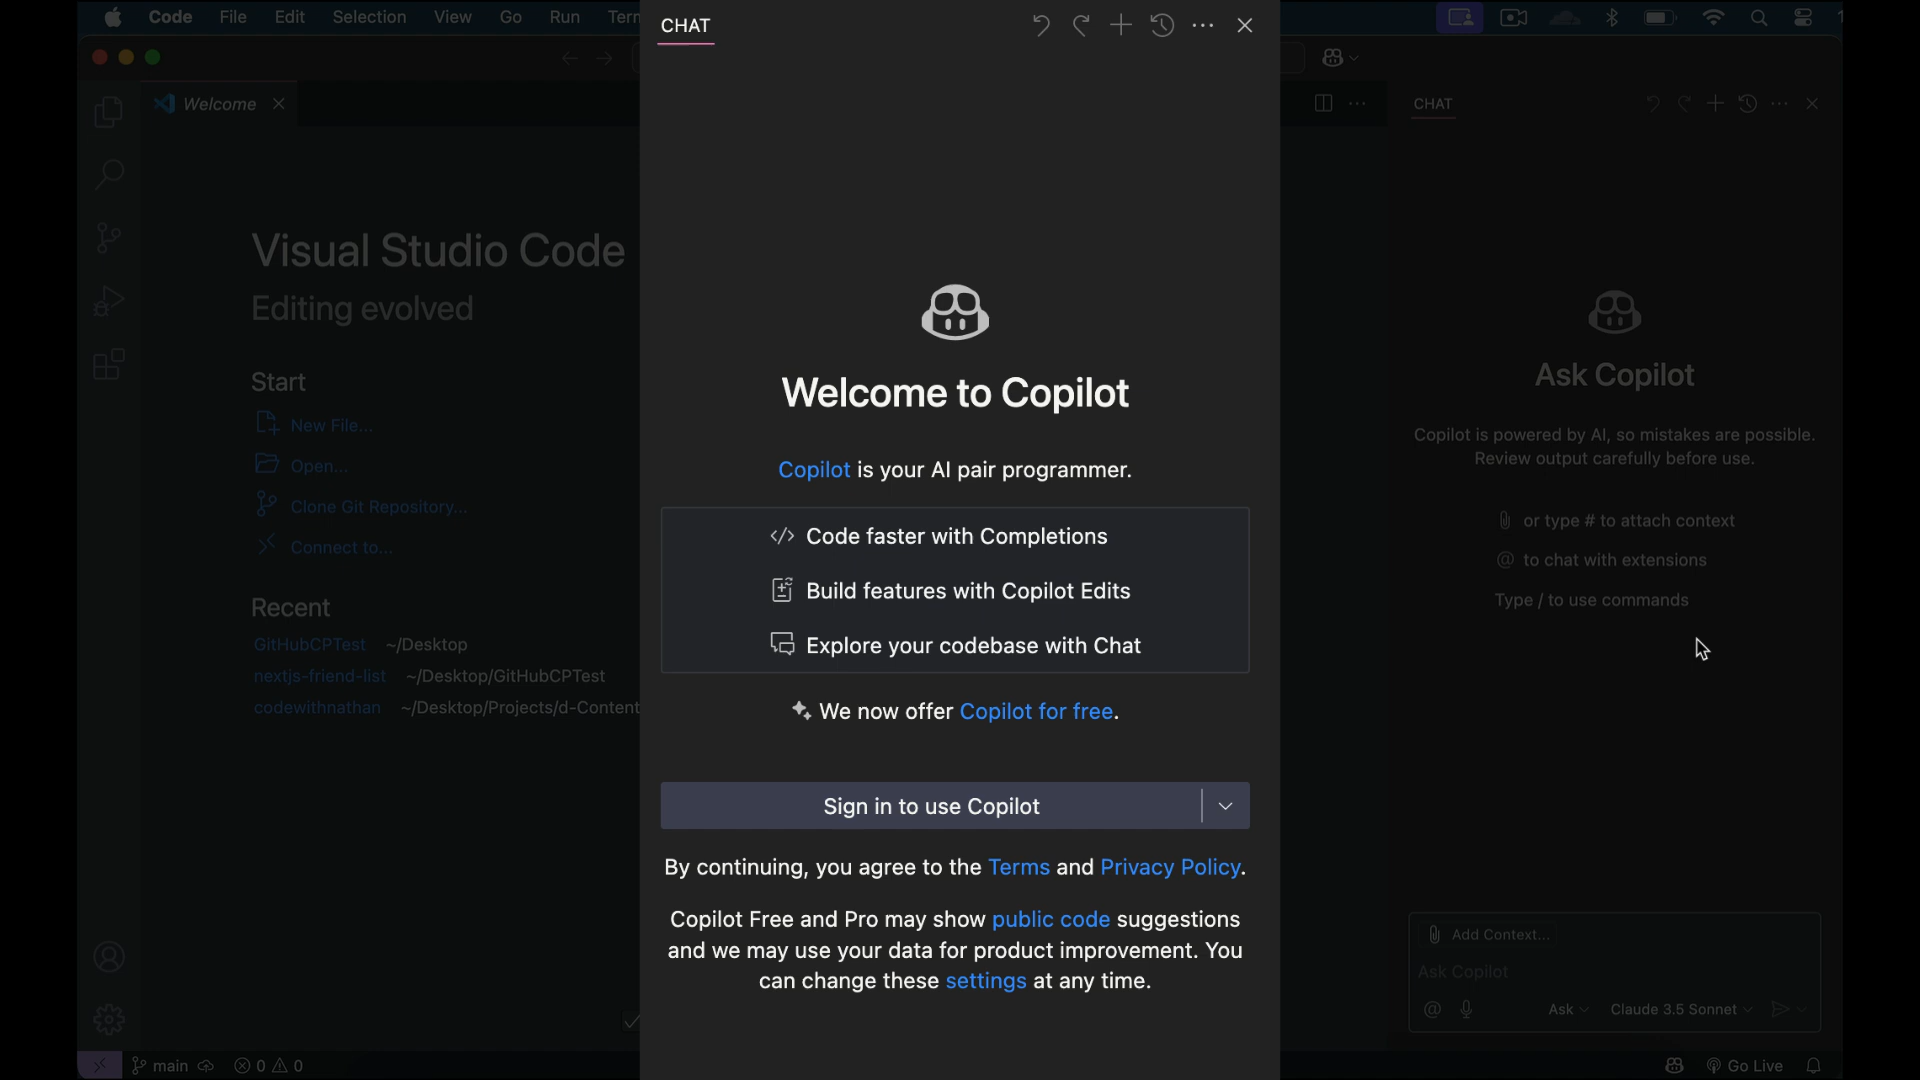 Code File Edit Selection View Go Run Tern
CHAT
Welcome
CHAT
Visual Studio Code
Editing evolved
Start
New File...
Open...
Clone Git Repository...
Connect to...
Recent
GitHubCPTest ~/Desktop
nextjs-friend-list ~/Desktop/GitHubCPTest
codewithnathan ~/Desktop/Projects/d-Content
Welcome to Copilot
Copilot is your AI pair programmer.
Code faster with Completions
Build features with Copilot Edits
Explore your codebase with Chat
We now offer Copilot for free.
Sign in to use Copilot
By continuing, you agree to the Terms and Privacy Policy.
Copilot Free and Pro may show public code suggestions
and we may use your data for product improvement. You
can change these settings at any time.
Ask Copilot
Copilot is powered by AI, so mistakes are possible.
Review output carefully before use.
or type # to attach context
@ to chat with extensions
Type / to use commands
Add Context...
Ask Copilot
@ Ask Claude 3.5 Sonnet
main 0 0
Go Live